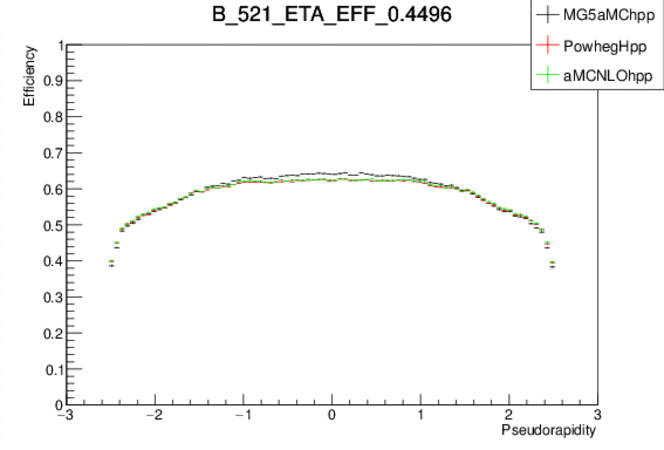 B_521_ETA_EFF_0.4496
MG5aMChpp
PowhegHpp
aMCNLOhpp
Efficiency
1
0.9
0.8
0.7
0.6
0.5
0.4
0.3
0.2
0.1
0
−3 −2 −1 0 1 2 3
Pseudorapidity